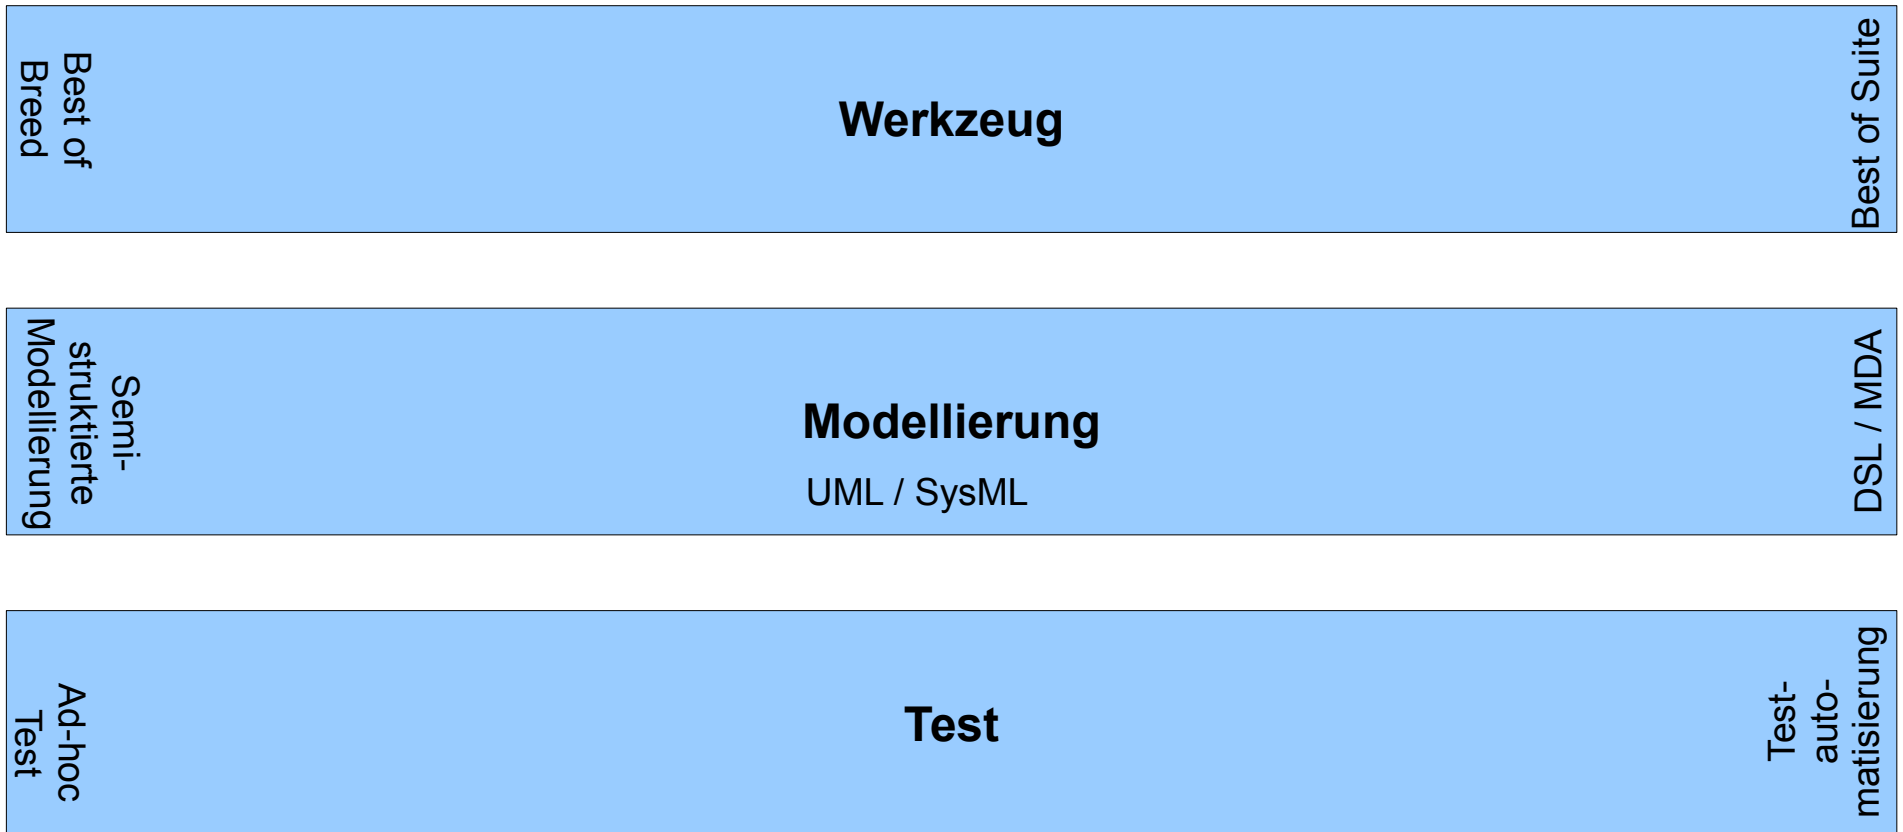 Best of
Breed
Werkzeug
Best of Suite
Semi-
struktierte
Modellierung
Modellierung
UML / SysML
DSL / MDA
Ad-hoc
Test
Test
Test-
auto-
matisierung